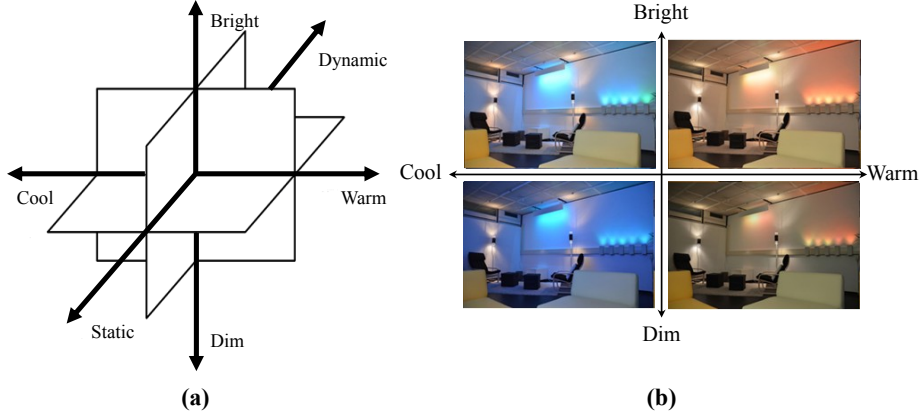 Bright
Dynamic
Cool
Warm
Static
Dim
(a)
Bright
Cool
Warm
Dim
(b)